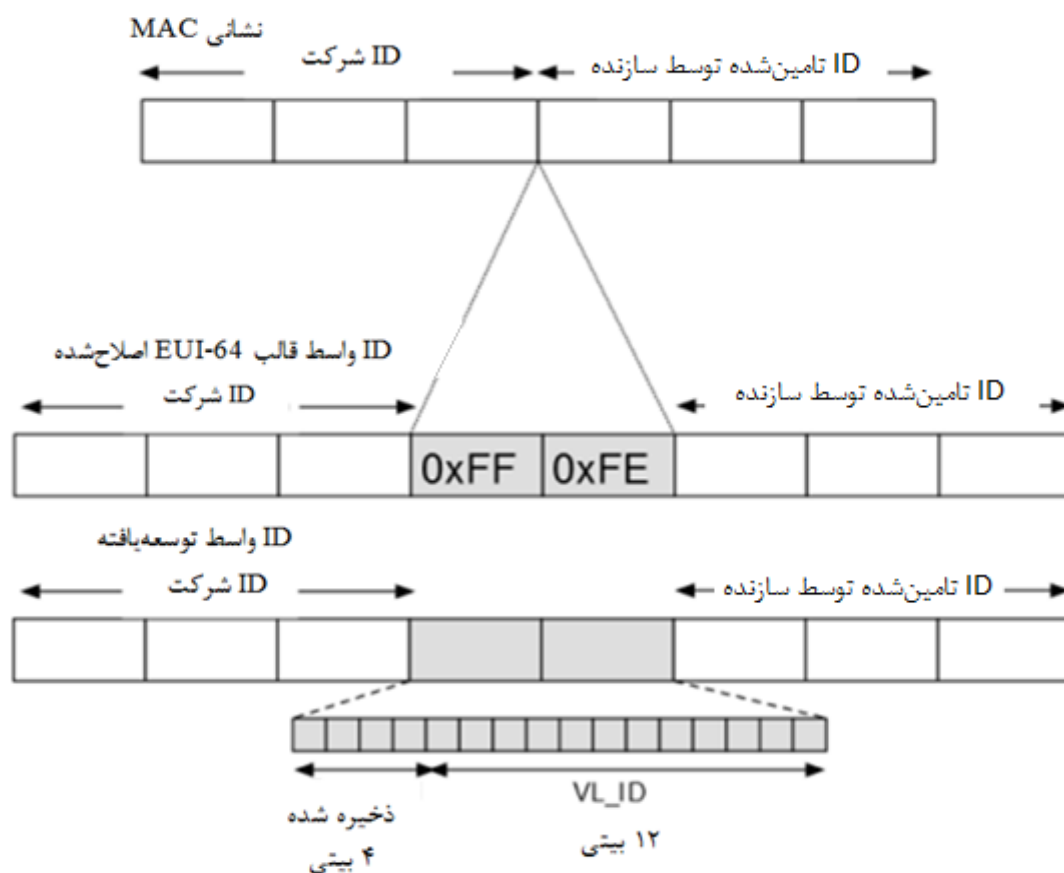 نشانی MAC
ID شرکت
ID تامین‌شده توسط سازنده
ID واسط قالب EUI-64 اصلاح‌شده
ID شرکت
ID تامین‌شده توسط سازنده
0xFF 0xFE
ID واسط توسعه‌یافته
ID شرکت
ID تامین‌شده توسط سازنده
ذخیره شده
۴ بیتی
VL_ID
۱۲ بیتی